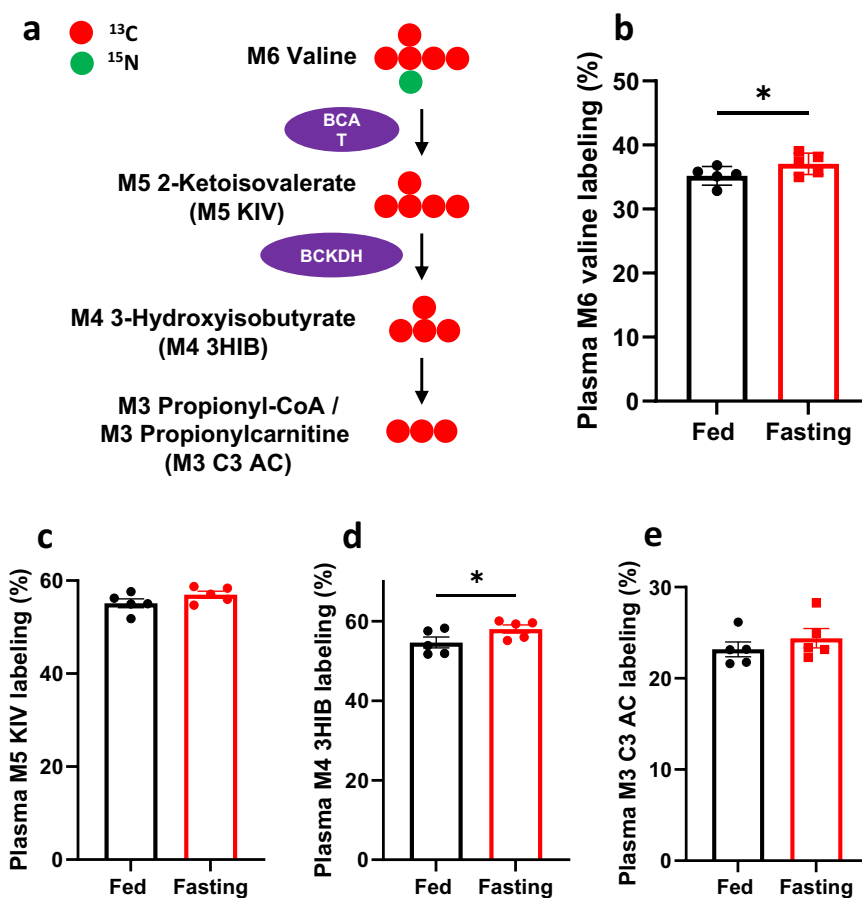 a
¹³C
¹⁵N
M6 Valine
BCA
T
M5 2-Ketoisovalerate
(M5 KIV)
BCKDH
M4 3-Hydroxyisobutyrate
(M4 3HIB)
M3 Propionyl-CoA /
M3 Propionylcarnitine
(M3 C3 AC)
b
Plasma M6 valine labeling (%)
50
40
30
20
10
0
*
Fed
Fasting
c
Plasma M5 KIV labeling (%)
60
40
20
0
Fed
Fasting
d
Plasma M4 3HIB labeling (%)
60
40
20
0
*
Fed
Fasting
e
Plasma M3 C3 AC labeling (%)
30
20
10
0
Fed
Fasting